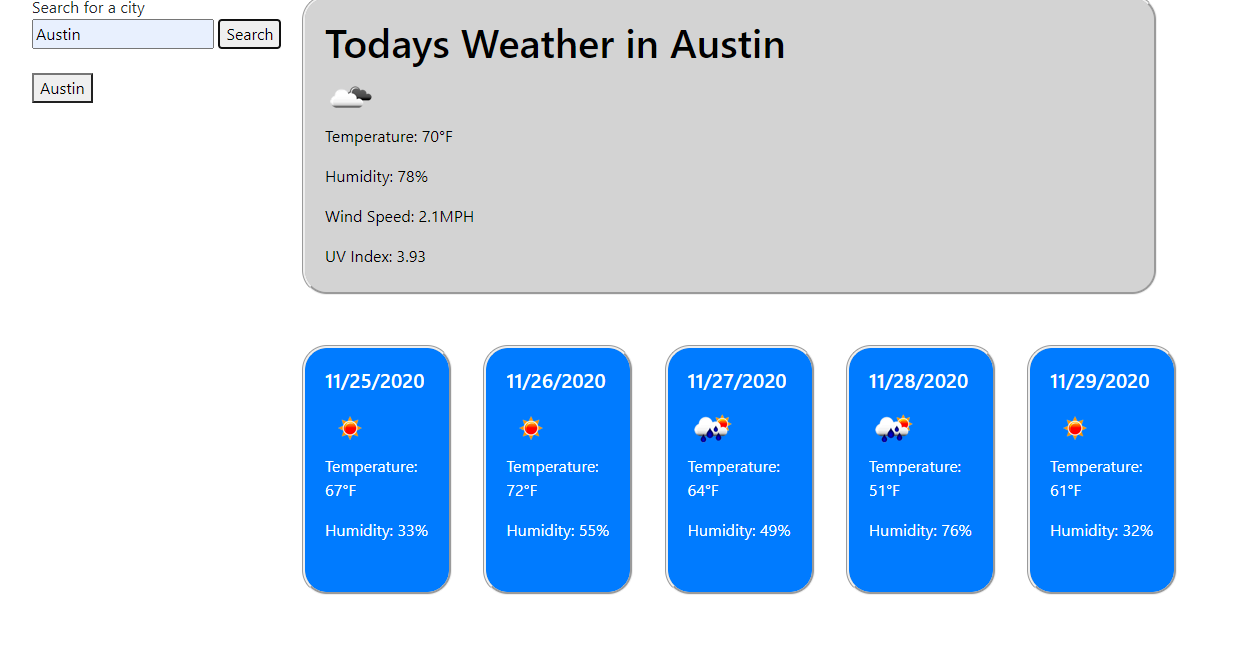 Search for a city
Austin
Search
Austin
Todays Weather in Austin
Temperature: 70°F
Humidity: 78%
Wind Speed: 2.1MPH
UV Index: 3.93
11/25/2020
Temperature:
67°F
Humidity: 33%
11/26/2020
Temperature:
72°F
Humidity: 55%
11/27/2020
Temperature:
64°F
Humidity: 49%
11/28/2020
Temperature:
51°F
Humidity: 76%
11/29/2020
Temperature:
61°F
Humidity: 32%